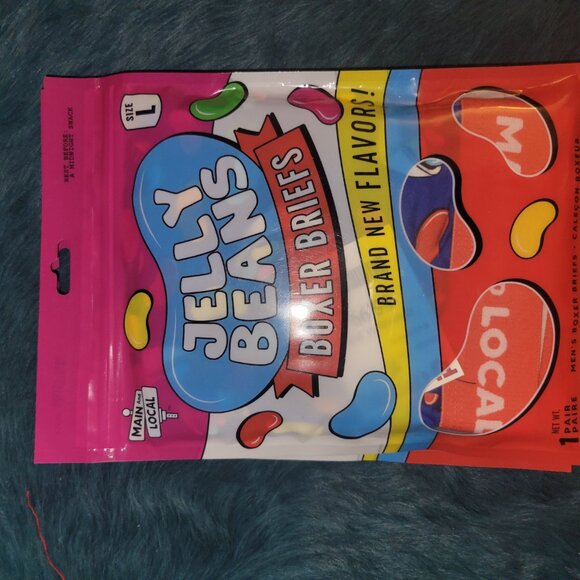 BEST BEFORE
A MIDNIGHT SNACK
SIZE
L
MAIN AND
LOCAL
JELLY
BEANS
BOXER BRIEFS
BRAND NEW FLAVORS!
M
LOCAL
NET WT.
1 PAIR
PAIRE
MEN'S BOXER BRIEFS